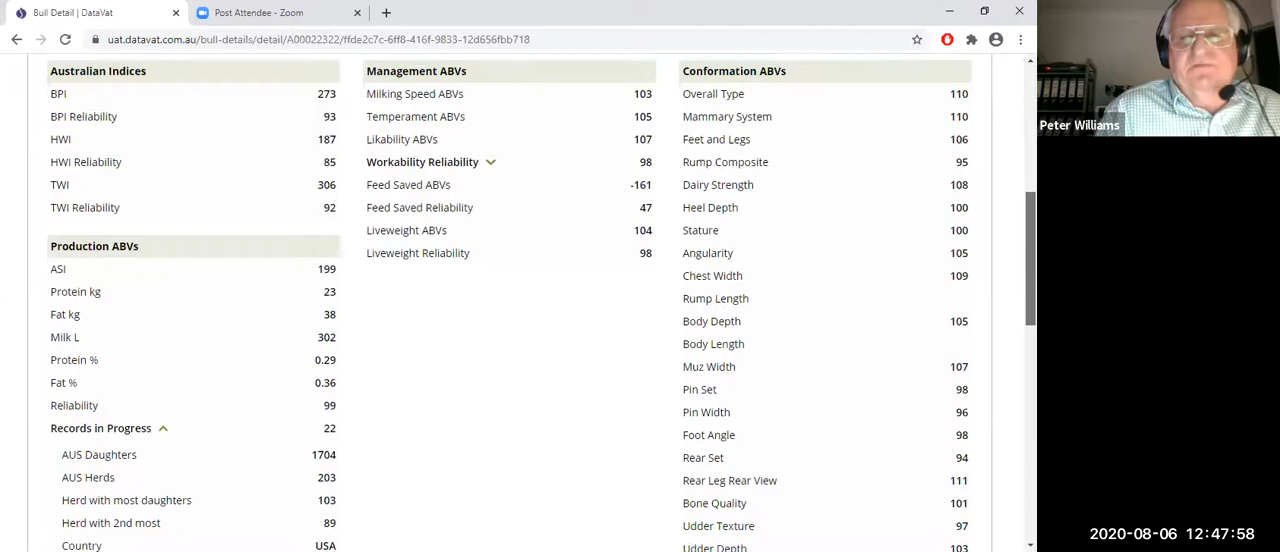 Bull Detail | DataVat
Post Attendee - Zoom
uat.datavat.com.au/bull-details/detail/A00022322/ffde2c7c-6ff8-416f-9833-12d656fbb718
Australian Indices
BPI 273
BPI Reliability 93
HWI 187
HWI Reliability 85
TWI 306
TWI Reliability 92
Production ABVs
ASI 199
Protein kg 23
Fat kg 38
Milk L 302
Protein % 0.29
Fat % 0.36
Reliability 99
Records in Progress 22
AUS Daughters 1704
AUS Herds 203
Herd with most daughters 103
Herd with 2nd most 89
Country USA
Management ABVs
Milking Speed ABVs 103
Temperament ABVs 105
Likability ABVs 107
Workability Reliability 98
Feed Saved ABVs -161
Feed Saved Reliability 47
Liveweight ABVs 104
Liveweight Reliability 98
Conformation ABVs
Overall Type 110
Mammary System 110
Feet and Legs 106
Rump Composite 95
Dairy Strength 108
Heel Depth 100
Stature 100
Angularity 105
Chest Width 109
Rump Length
Body Depth 105
Body Length
Muz Width 107
Pin Set 98
Pin Width 96
Foot Angle 98
Rear Set 94
Rear Leg Rear View 111
Bone Quality 101
Udder Texture 97
Udder Depth 103
Peter Williams
2020-08-06 12:47:58